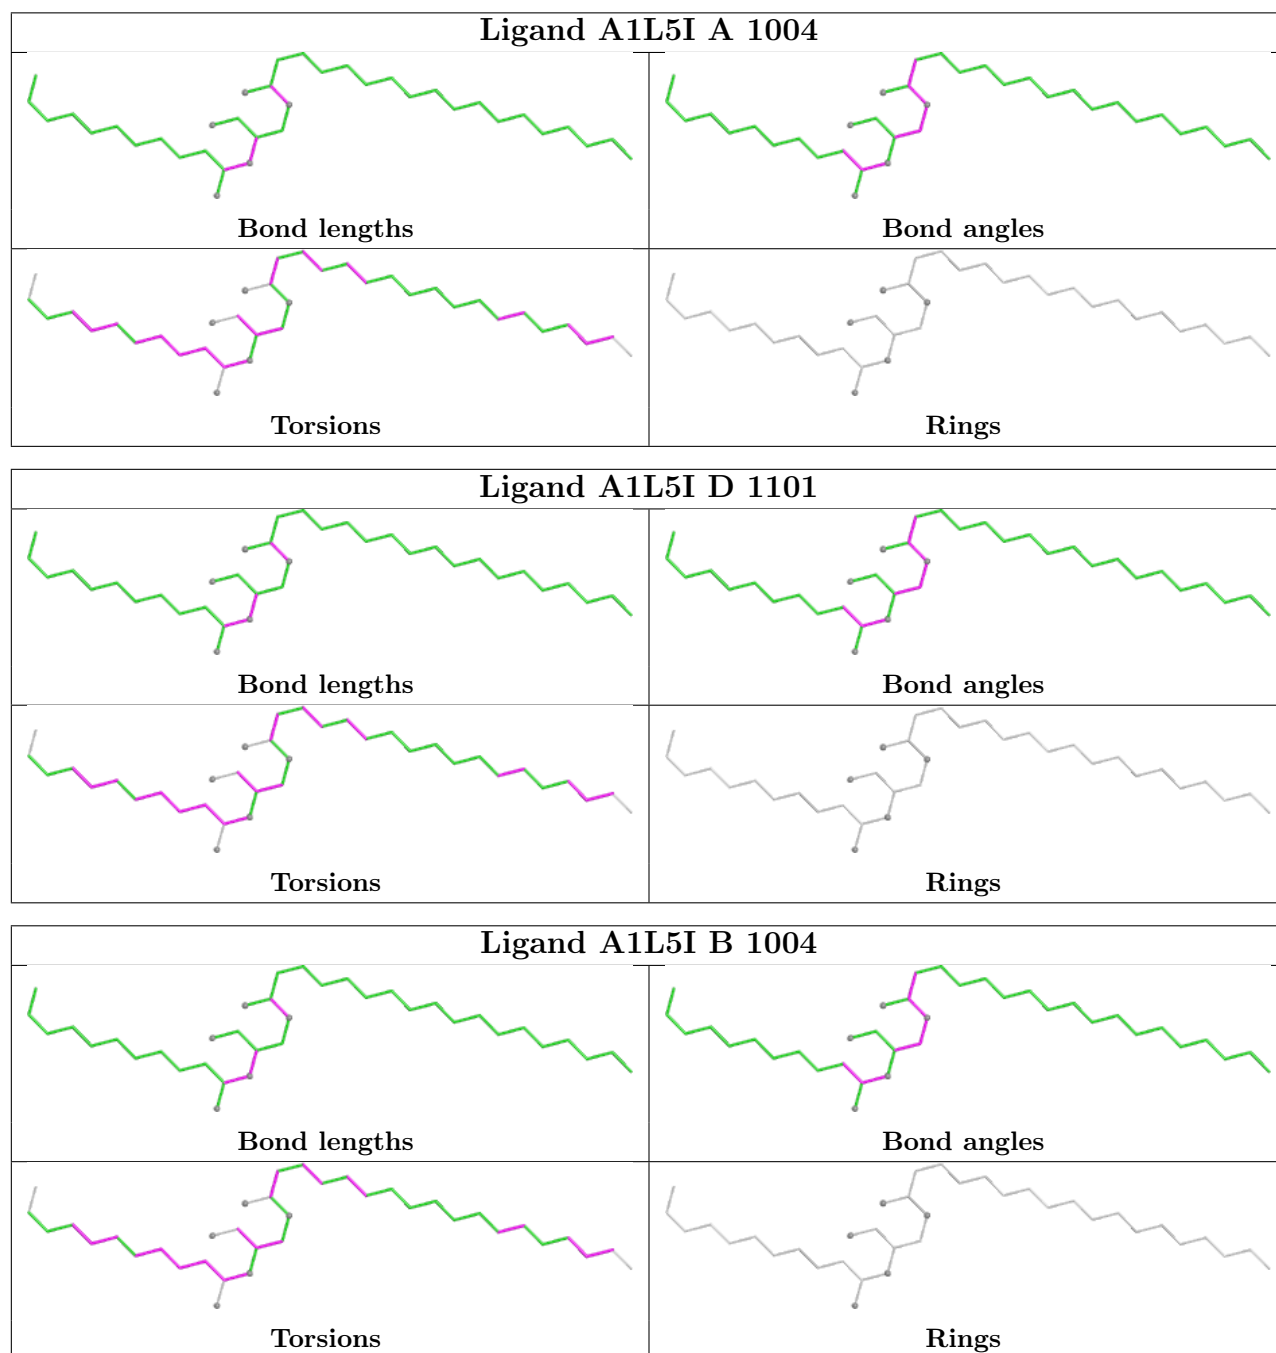 Ligand A1L5I A 1004
Bond lengths
Bond angles
Torsions
Rings
Ligand A1L5I D 1101
Bond lengths
Bond angles
Torsions
Rings
Ligand A1L5I B 1004
Bond lengths
Bond angles
Torsions
Rings